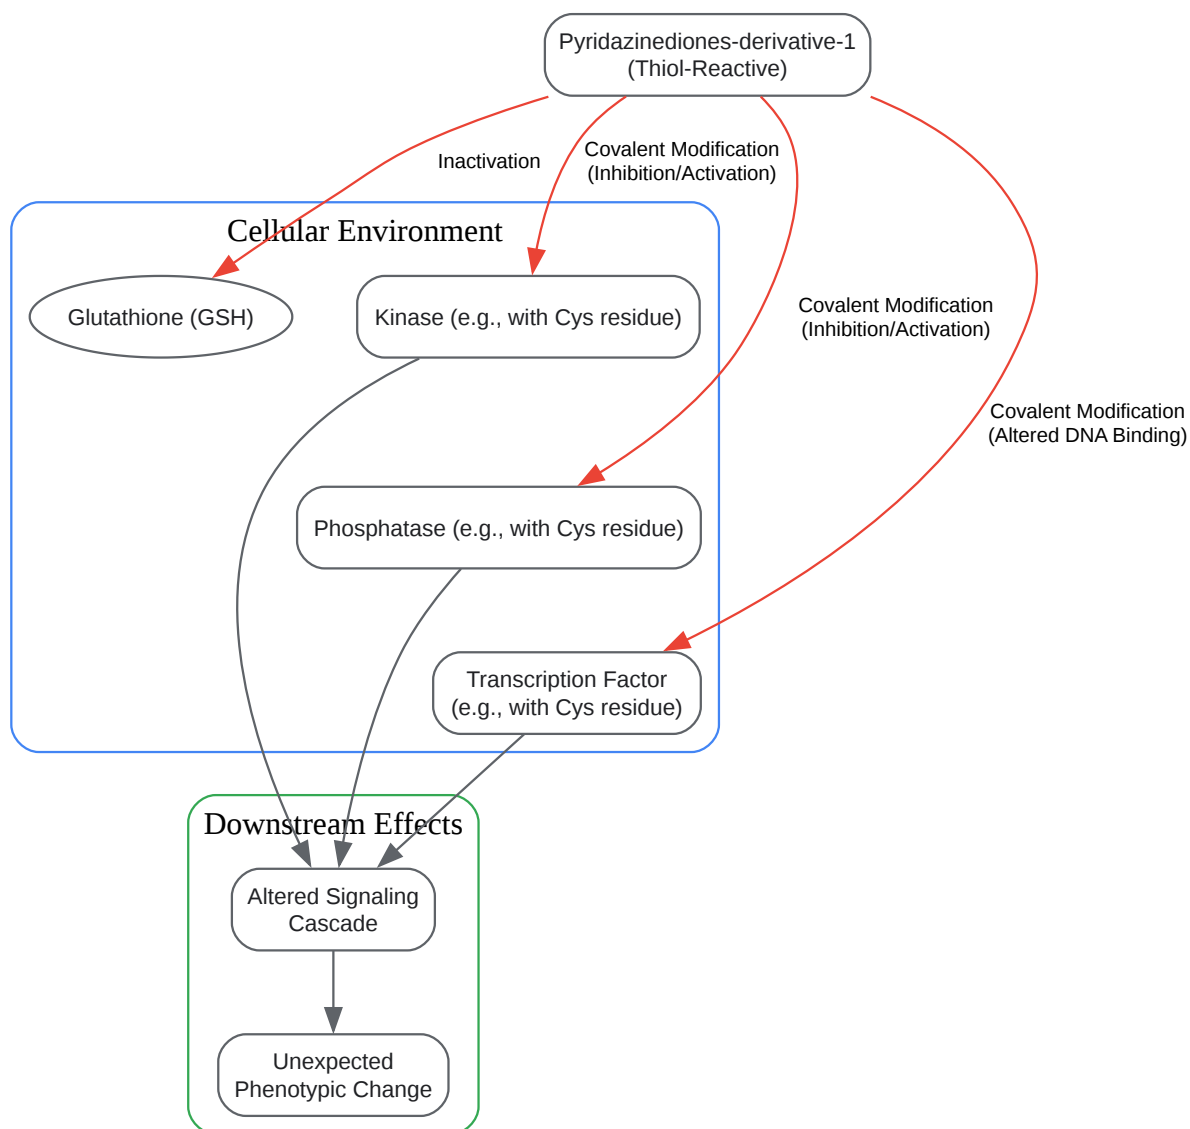 Pyridazinediones-derivative-1
(Thiol-Reactive)
Inactivation
Covalent Modification
(Inhibition/Activation)
Cellular Environment
Glutathione (GSH)
Kinase (e.g., with Cys residue)
Covalent Modification
(Inhibition/Activation)
Covalent Modification
(Altered DNA Binding)
Phosphatase (e.g., with Cys residue)
Transcription Factor
(e.g., with Cys residue)
Downstream Effects
Altered Signaling
Cascade
Unexpected
Phenotypic Change